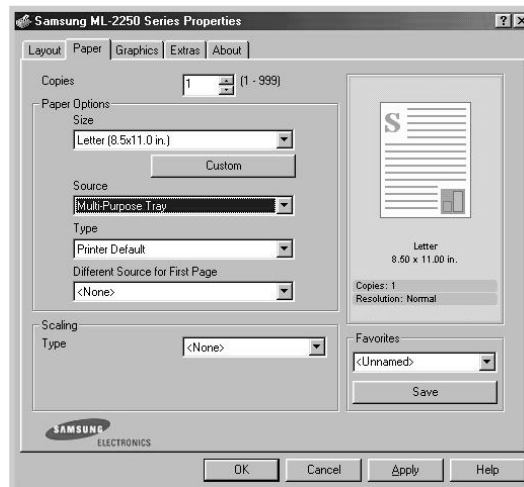 Samsung ML-2250 Series Properties
Layout Paper Graphics Extras About
Copies 1 (1 - 999)
Paper Options
Size
Letter (8.5x11.0 in.)
Custom
Source
Multi-Purpose Tray
Type
Printer Default
Different Source for First Page
<None>
S
Letter
8.50 x 11.00 in.
Copies: 1
Resolution: Normal
Scaling
Type <None>
Favorites
<Unnamed>
Save
SAMSUNG
ELECTRONICS
OK Cancel Apply Help